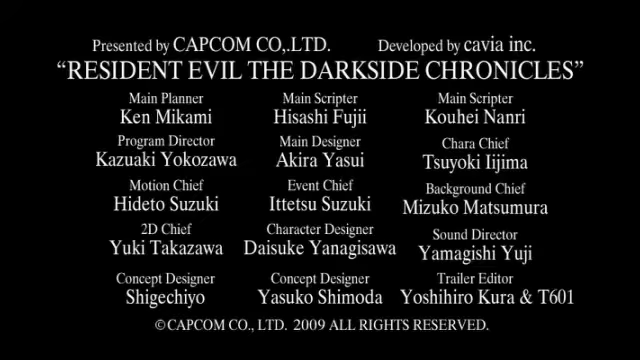 Presented by CAPCOM CO,.LTD. Developed by cavia inc.
“RESIDENT EVIL THE DARKSIDE CHRONICLES”
Main Planner Main Scripter Main Scripter
Ken Mikami Hisashi Fujii Kouhei Nanri
Program Director Main Designer Chara Chief
Kazuaki Yokozawa Akira Yasui Tsuyoki Iijima
Motion Chief Event Chief Background Chief
Hideto Suzuki Ittetsu Suzuki Mizuko Matsumura
2D Chief Character Designer Sound Director
Yuki Takazawa Daisuke Yanagisawa Yamagishi Yuji
Concept Designer Concept Designer Trailer Editor
Shigechiyo Yasuko Shimoda Yoshihiro Kura & T601
©CAPCOM CO., LTD. 2009 ALL RIGHTS RESERVED.